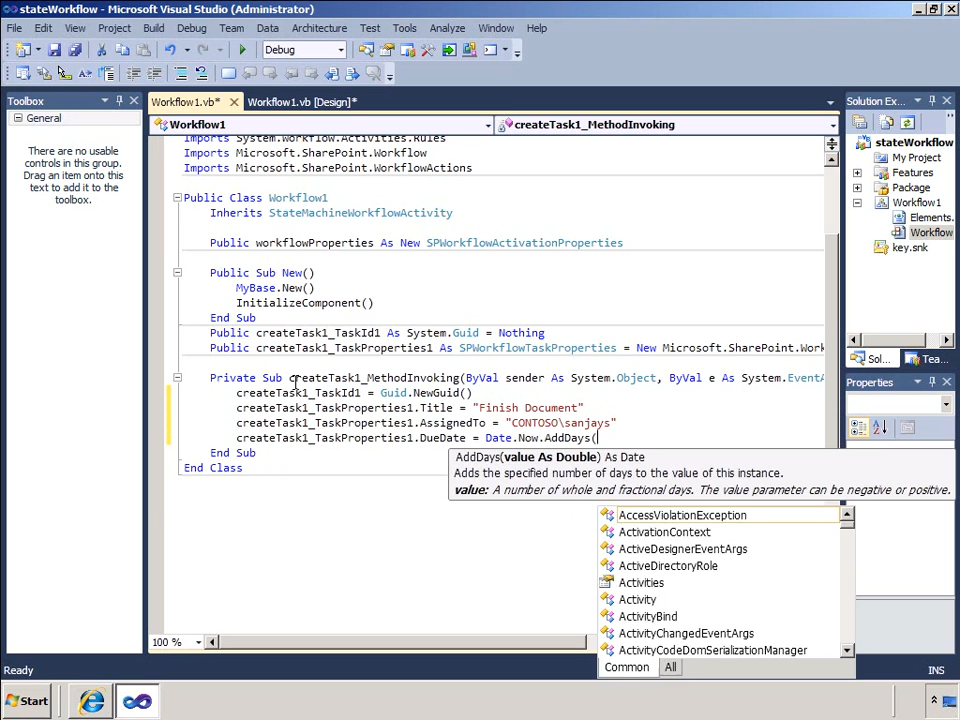 stateWorkflow - Microsoft Visual Studio (Administrator)
File Edit View Project Build Debug Team Data Architecture Test Tools Analyze Window Help
Debug
Toolbox
General
There are no usable
controls in this group.
Drag an item onto this
text to add it to the
toolbox.
Workflow1.vb* Workflow1.vb [Design]*
Workflow1 createTask1_MethodInvoking
Imports System.Workflow.Activities.Rules
Imports Microsoft.SharePoint.Workflow
Imports Microsoft.SharePoint.WorkflowActions
Public Class Workflow1
Inherits StateMachineWorkflowActivity
Public workflowProperties As New SPWorkflowActivationProperties
Public Sub New()
MyBase.New()
InitializeComponent()
End Sub
Public createTask1_TaskId1 As System.Guid = Nothing
Public createTask1_TaskProperties1 As SPWorkflowTaskProperties = New Microsoft.SharePoint.Work
Private Sub createTask1_MethodInvoking(ByVal sender As System.Object, ByVal e As System.EventA
createTask1_TaskId1 = Guid.NewGuid()
createTask1_TaskProperties1.Title = "Finish Document"
createTask1_TaskProperties1.AssignedTo = "CONTOSO\sanjays"
createTask1_TaskProperties1.DueDate = Date.Now.AddDays(
End Sub
End Class
AddDays(value As Double) As Date
Adds the specified number of days to the value of this instance.
value: A number of whole and fractional days. The value parameter can be negative or positive.
AccessViolationException
ActivationContext
ActiveDesignerEventArgs
ActiveDirectoryRole
Activities
Activity
ActivityBind
ActivityChangedEventArgs
ActivityCodeDomSerializationManager
Common All
100 %
Solution Ex...
stateWorkflow
My Project
Features
Package
Workflow1
Elements.
Workflow
key.snk
Sol... Tea...
Properties
Ready INS
Start